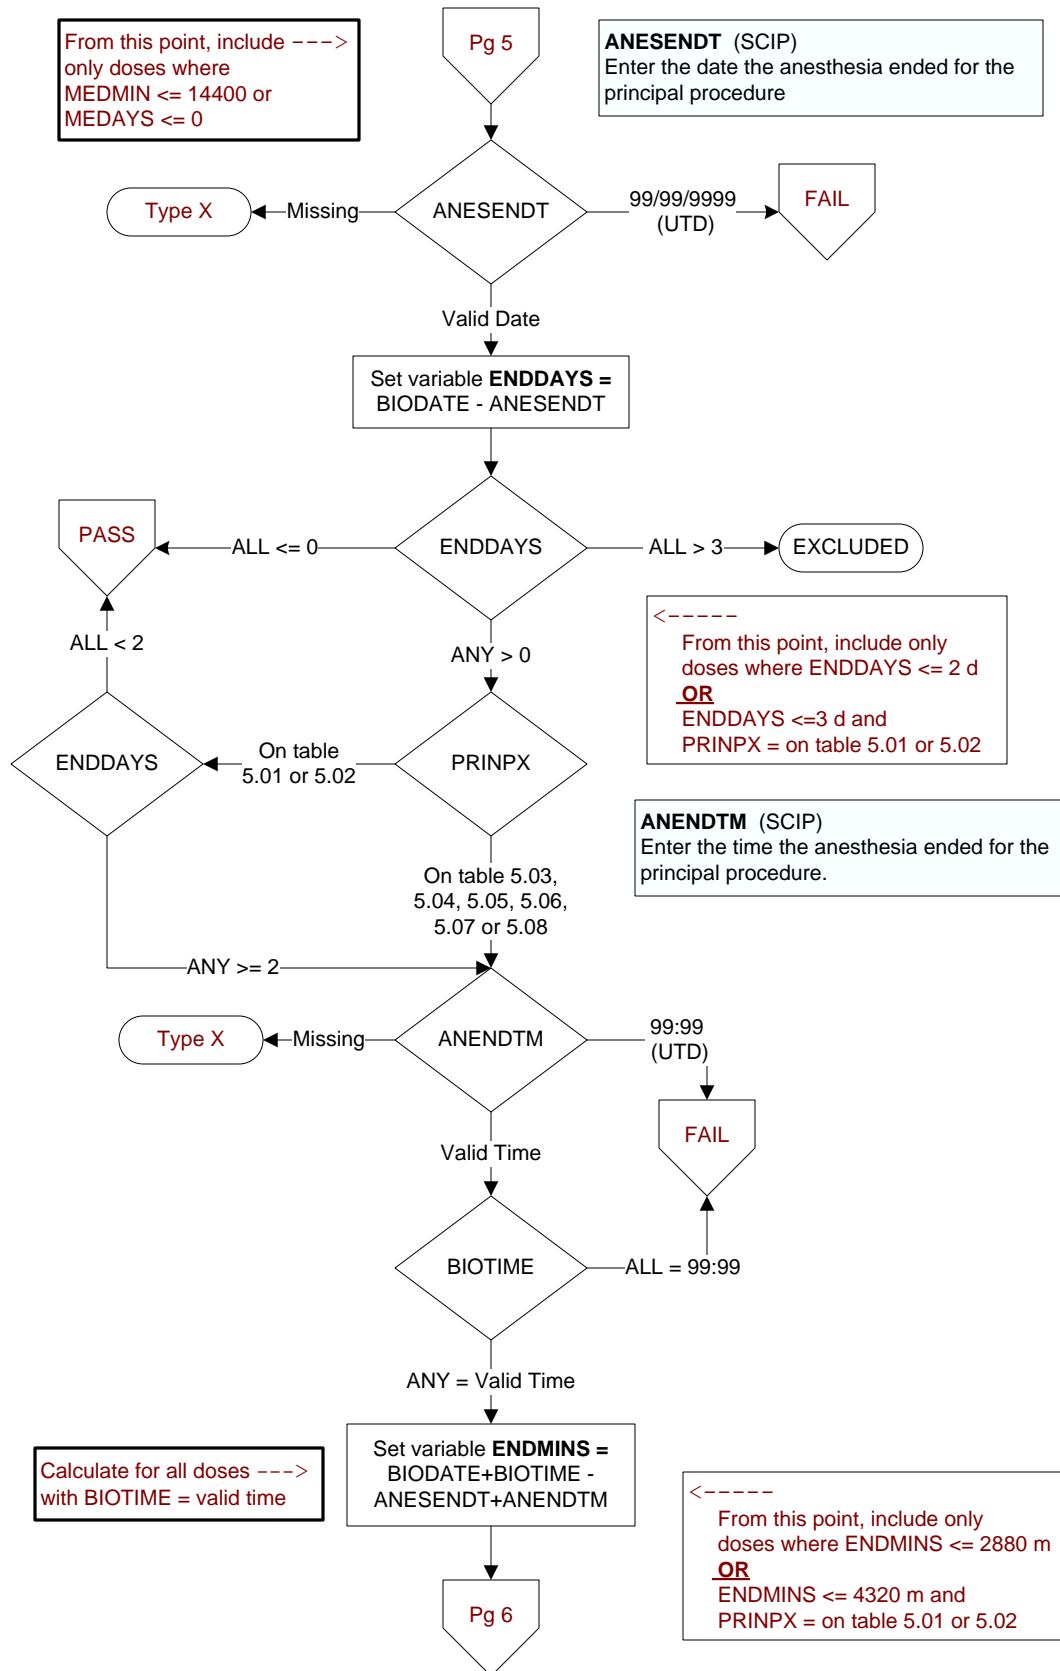 From this point, include --->
only doses where
MEDMIN <= 14400 or
MEDAYS <= 0
Pg 5
ANESENDT (SCIP)
Enter the date the anesthesia ended for the
principal procedure
Type X
Missing
ANESENDT
99/99/9999
(UTD)
FAIL
Valid Date
Set variable ENDDAYS =
BIODATE - ANESENDT
PASS
ALL <= 0
ENDDAYS
ALL > 3
EXCLUDED
ALL < 2
ANY > 0
<-----
From this point, include only
doses where ENDDAYS <= 2 d
OR
ENDDAYS <=3 d and
PRINPX = on table 5.01 or 5.02
ENDDAYS
On table
5.01 or 5.02
PRINPX
ANENDTM (SCIP)
Enter the time the anesthesia ended for the
principal procedure.
On table 5.03,
5.04, 5.05, 5.06,
5.07 or 5.08
ANY >= 2
Type X
Missing
ANENDTM
99:99
(UTD)
FAIL
Valid Time
BIOTIME
ALL = 99:99
ANY = Valid Time
Calculate for all doses --->
with BIOTIME = valid time
Set variable ENDMINS =
BIODATE+BIOTIME -
ANESENDT+ANENDTM
<-----
From this point, include only
doses where ENDMINS <= 2880 m
OR
ENDMINS <= 4320 m and
PRINPX = on table 5.01 or 5.02
Pg 6